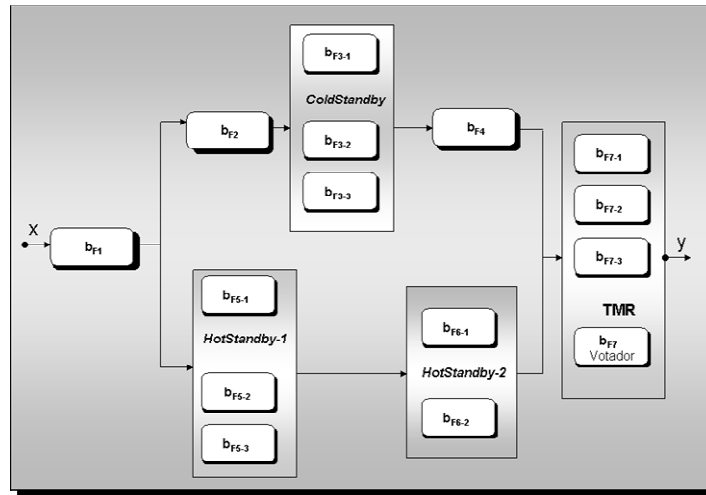 x
bF1
bF2
bF3-1
ColdStandby
bF3-2
bF3-3
bF4
bF5-1
HotStandby-1
bF5-2
bF5-3
bF6-1
HotStandby-2
bF6-2
bF7-1
bF7-2
bF7-3
TMR
bF7
Votador
y